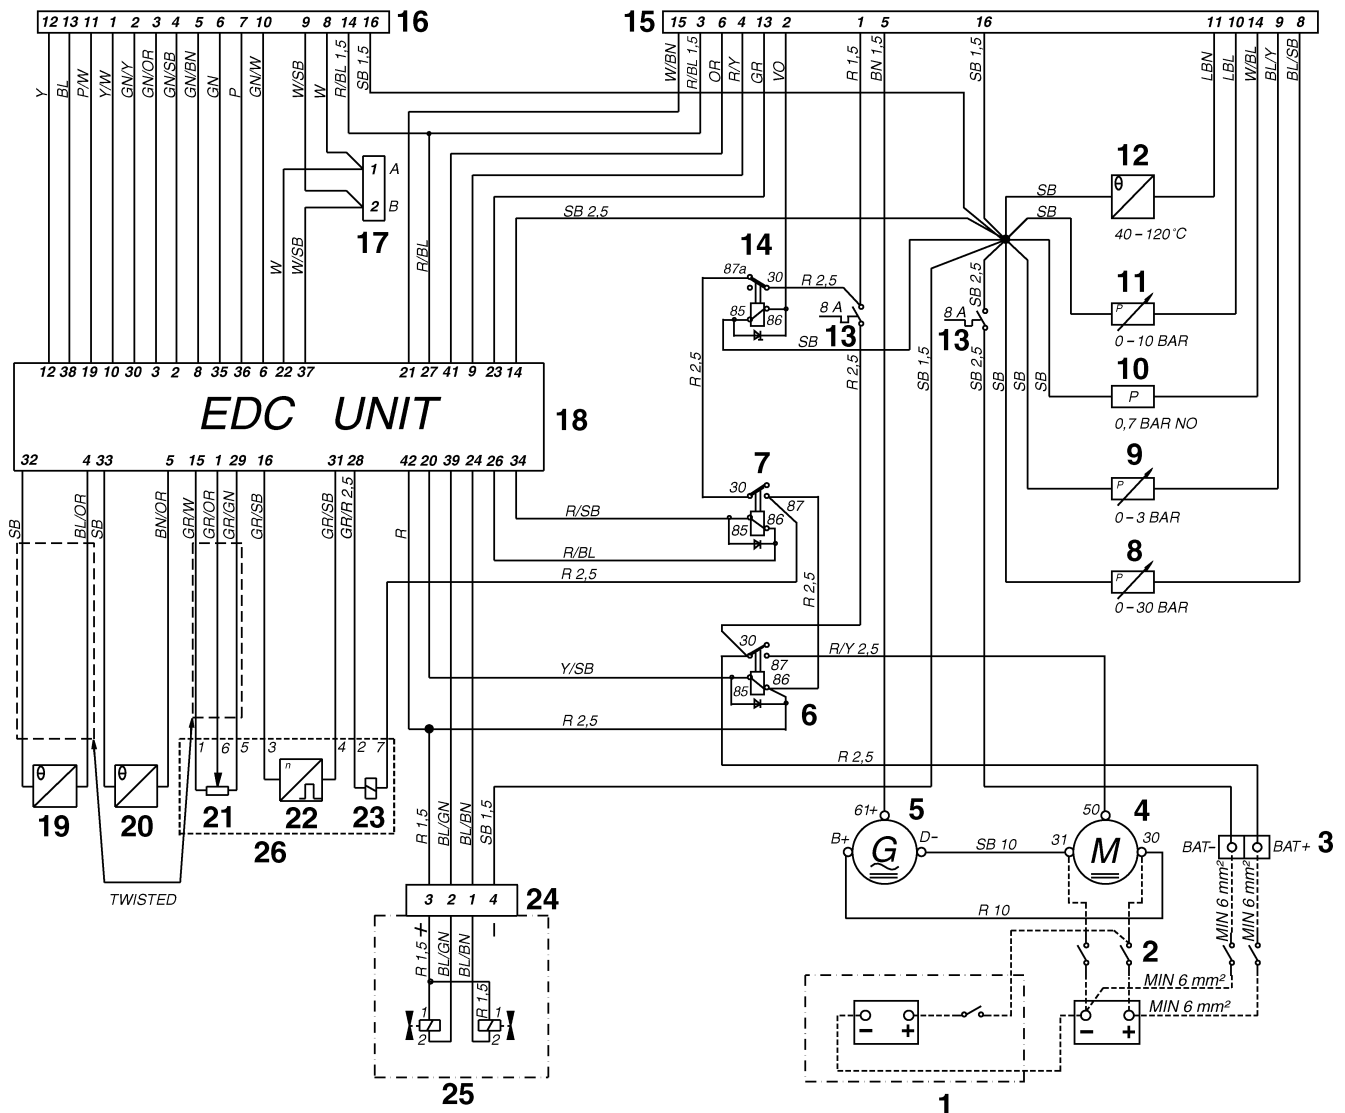 12 13 11 1 2 3 4 5 6 7 10 9 8 14 16 16
15 15 3 6 4 13 2 1 5 16 11 10 14 9 8
Y BL P/W Y/W GN/Y GN/OR GN/SB GN/BN GN P GN/W W/SB W R/BL 1,5 SB 1,5
W/BN R/BL 1,5 OR R/Y GR VO R 1,5 BN 1,5 SB 1,5 LBN LBL W/BL BL/Y BL/SB
1 A
2 B
17
W W/SB R/BL
SB 2,5
12
θ
SB
SB
40–120°C
14
87a 30 R 2,5
85 86
8 A
13
SB
R 2,5 R 2,5 SB 1,5
SB 2,5
8 A
13
SB 2,5 SB SB SB
11
P
0–10 BAR
10
P
0,7 BAR NO
9
P
0–3 BAR
8
P
0–30 BAR
12 38 19 10 30 3 2 8 35 36 6 22 37 21 27 41 9 23 14
EDC UNIT 18
32 4 33 5 15 1 29 16 31 28 42 20 39 24 26 34
SB BL/OR SB BN/OR GR/W GR/OR GR/GN GR/SB GR/SB GR/R 2,5 R
7
30 87
R/SB 85 86
R/BL
R 2,5
R 2,5
30 R/Y 2,5
87
Y/SB 85 86
6
R 2,5
R 2,5
1 6 5 3 4 2 7
θ θ n
19 20 21 22 23
26
TWISTED
R 1,5 BL/GN BL/BN SB 1,5
3 2 1 4 24
+ –
R 1,5 BL/GN BL/BN
R 1,5
1 1
2 2
25
61+ 5 50 4
B+ G D– SB 10 31 M 30
R 10
BAT– BAT+ 3
MIN 6 mm² MIN 6 mm²
2
MIN 6 mm²
MIN 6 mm²
– + – +
1